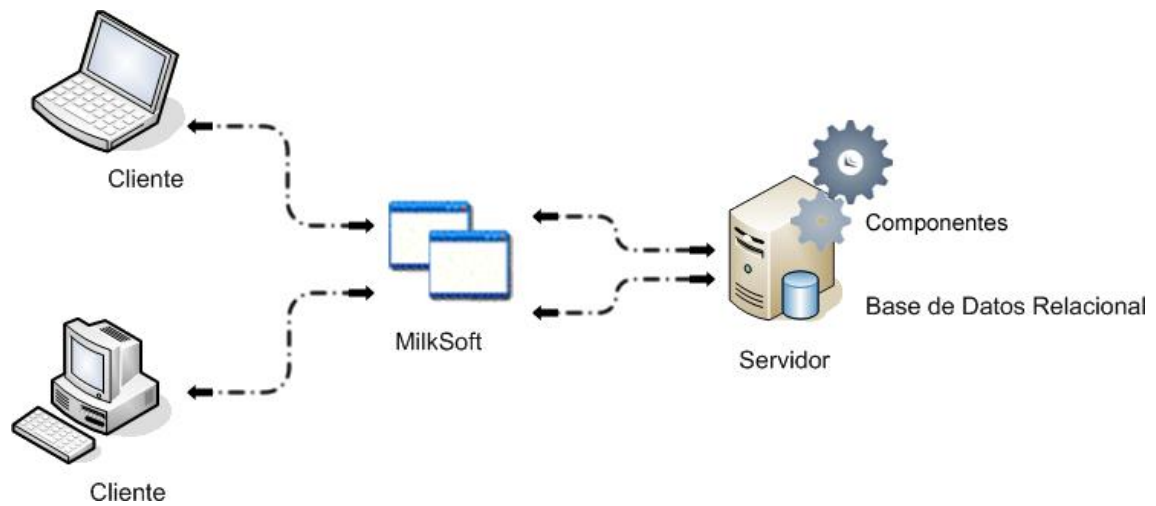 Cliente
Componentes
Base de Datos Relacional
MilkSoft
Servidor
Cliente